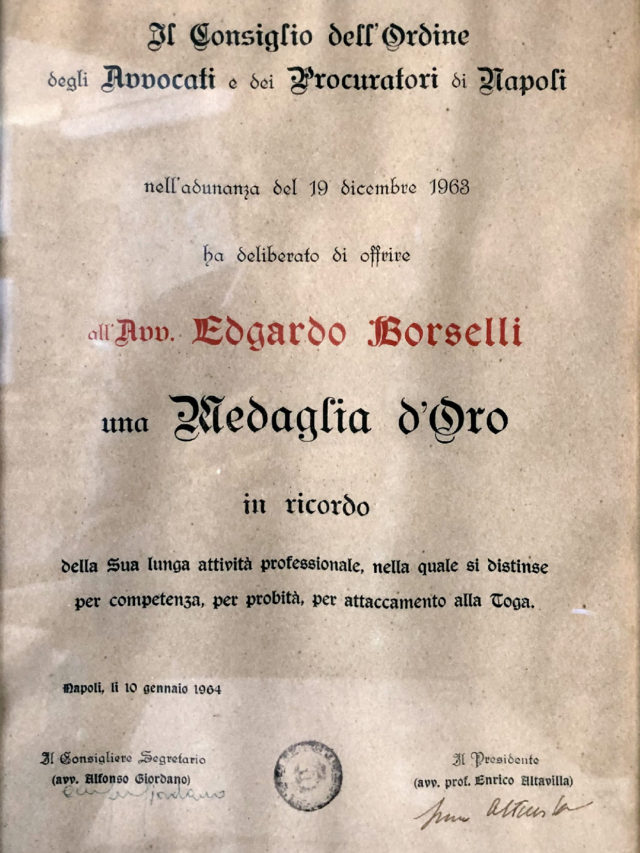 Il Consiglio dell'Ordine
degli Avvocati e dei Procuratori di Napoli
nell'adunanza del 19 dicembre 1963
ha deliberato di offrire
all'Avv. Edgardo Borselli
una Medaglia d'Oro
in ricordo
della Sua lunga attività professionale, nella quale si distinse
per competenza, per probità, per attaccamento alla Toga.
Napoli, lì 10 gennaio 1964
Il Consigliere Segretario
(avv. Alfonso Giordano)
Il Presidente
(avv. prof. Enrico Altavilla)